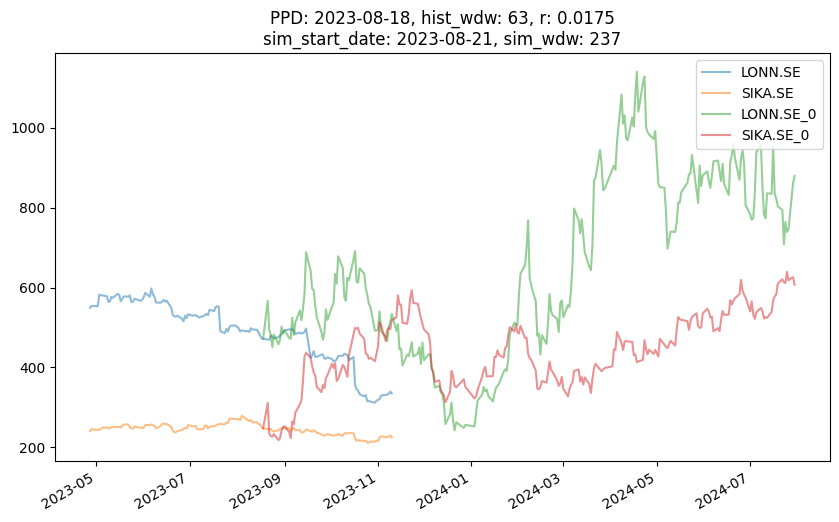 PPD: 2023-08-18, hist_wdw: 63, r: 0.0175
sim_start_date: 2023-08-21, sim_wdw: 237
LONN.SE
SIKA.SE
LONN.SE_0
SIKA.SE_0
1000
800
600
400
200
2023-05
2023-07
2023-09
2023-11
2024-01
2024-03
2024-05
2024-07